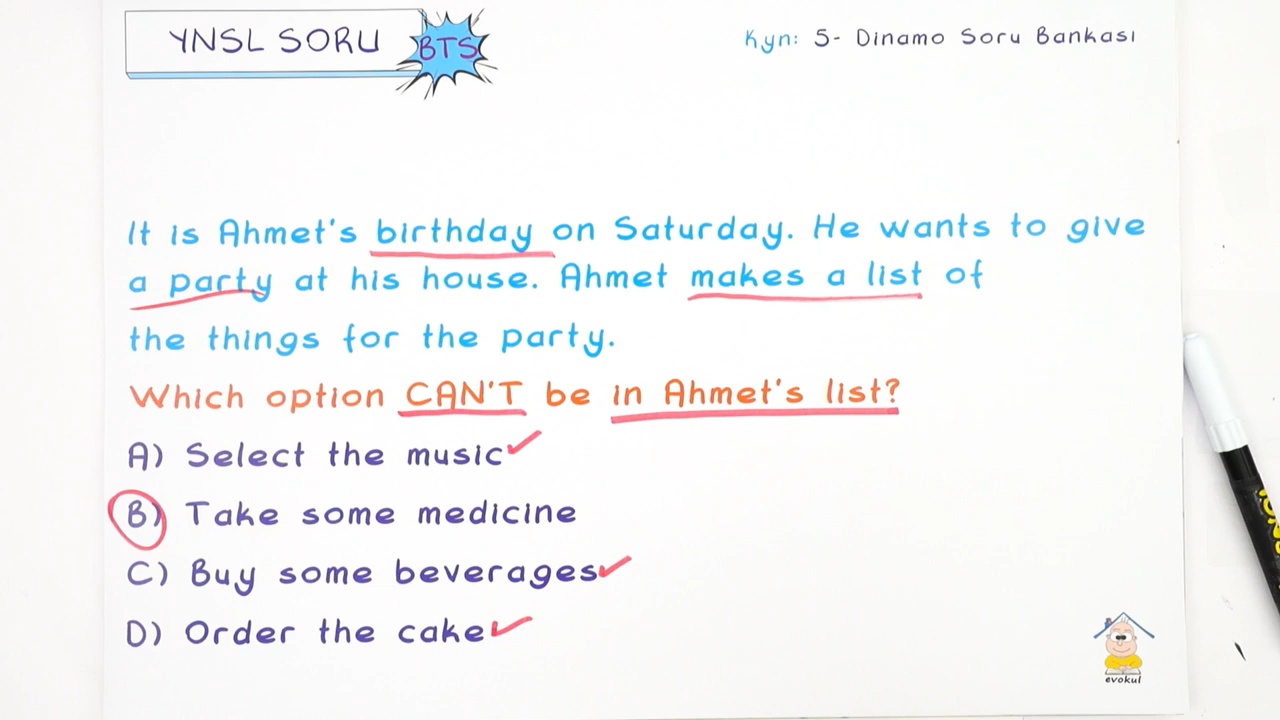 YNSL SORU
BTS
Kyn: 5- Dinamo Soru Bankası
It is Ahmet's birthday on Saturday. He wants to give
a party at his house. Ahmet makes a list of
the things for the party.
Which option CAN'T be in Ahmet's list?
A) Select the music
B) Take some medicine
C) Buy some beverages
D) Order the cake
evokul